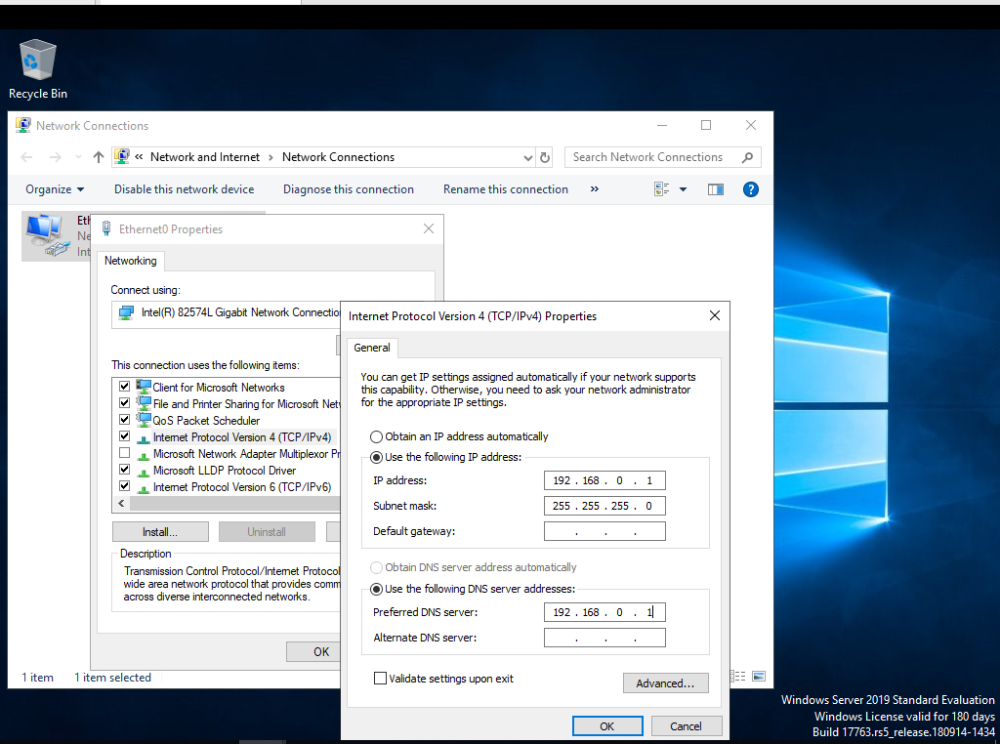 Recycle Bin
Network Connections
« Network and Internet › Network Connections
Search Network Connections
Organize Disable this network device Diagnose this connection Rename this connection »
?
Ethernet0 Properties
Networking
Connect using:
Intel(R) 82574L Gigabit Network Connectio
This connection uses the following items:
Client for Microsoft Networks
File and Printer Sharing for Microsoft Net
QoS Packet Scheduler
Internet Protocol Version 4 (TCP/IPv4)
Microsoft Network Adapter Multiplexor Pr
Microsoft LLDP Protocol Driver
Internet Protocol Version 6 (TCP/IPv6)
Install...
Uninstall
Description
Transmission Control Protocol/Internet Protocol
wide area network protocol that provides comm
across diverse interconnected networks.
OK
1 item 1 item selected
Internet Protocol Version 4 (TCP/IPv4) Properties
General
You can get IP settings assigned automatically if your network supports
this capability. Otherwise, you need to ask your network administrator
for the appropriate IP settings.
Obtain an IP address automatically
Use the following IP address:
IP address: 192 . 168 . 0 . 1
Subnet mask: 255 . 255 . 255 . 0
Default gateway: . . .
Obtain DNS server address automatically
Use the following DNS server addresses:
Preferred DNS server: 192 . 168 . 0 . 1
Alternate DNS server: . . .
Validate settings upon exit
Advanced...
OK
Cancel
Windows Server 2019 Standard Evaluation
Windows License valid for 180 days
Build 17763.rs5_release.180914-1434